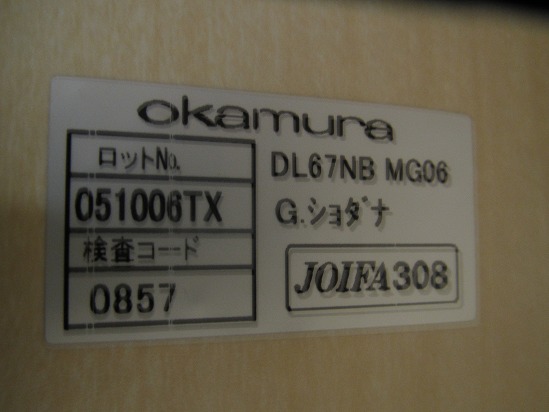 okamura
ロットNo.
051006TX
検査コード
0857
DL67NB MG06
G.ショダナ
JOIFA308